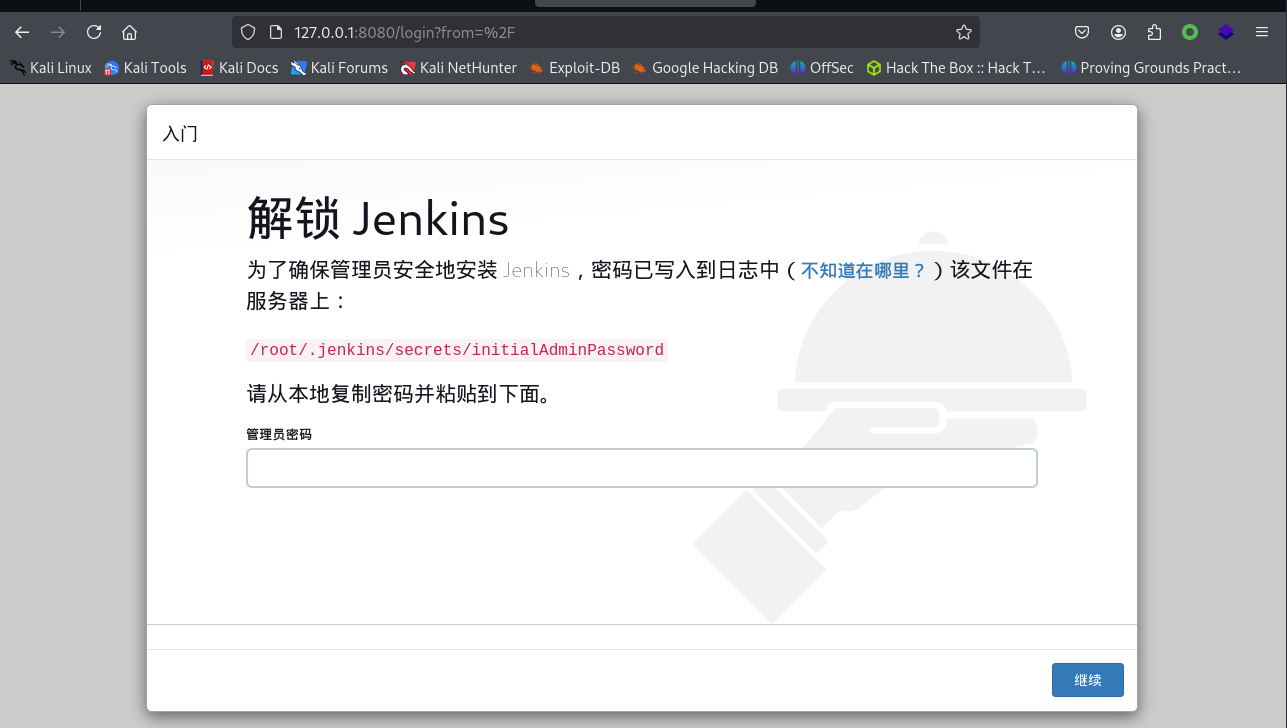 127.0.0.1:8080/login?from=%2F
Kali Linux Kali Tools Kali Docs Kali Forums Kali NetHunter Exploit-DB Google Hacking DB OffSec Hack The Box :: Hack T… Proving Grounds Pract…
入门
解锁 Jenkins
为了确保管理员安全地安装 Jenkins，密码已写入到日志中（不知道在哪里？）该文件在
服务器上：
/root/.jenkins/secrets/initialAdminPassword
请从本地复制密码并粘贴到下面。
管理员密码
继续